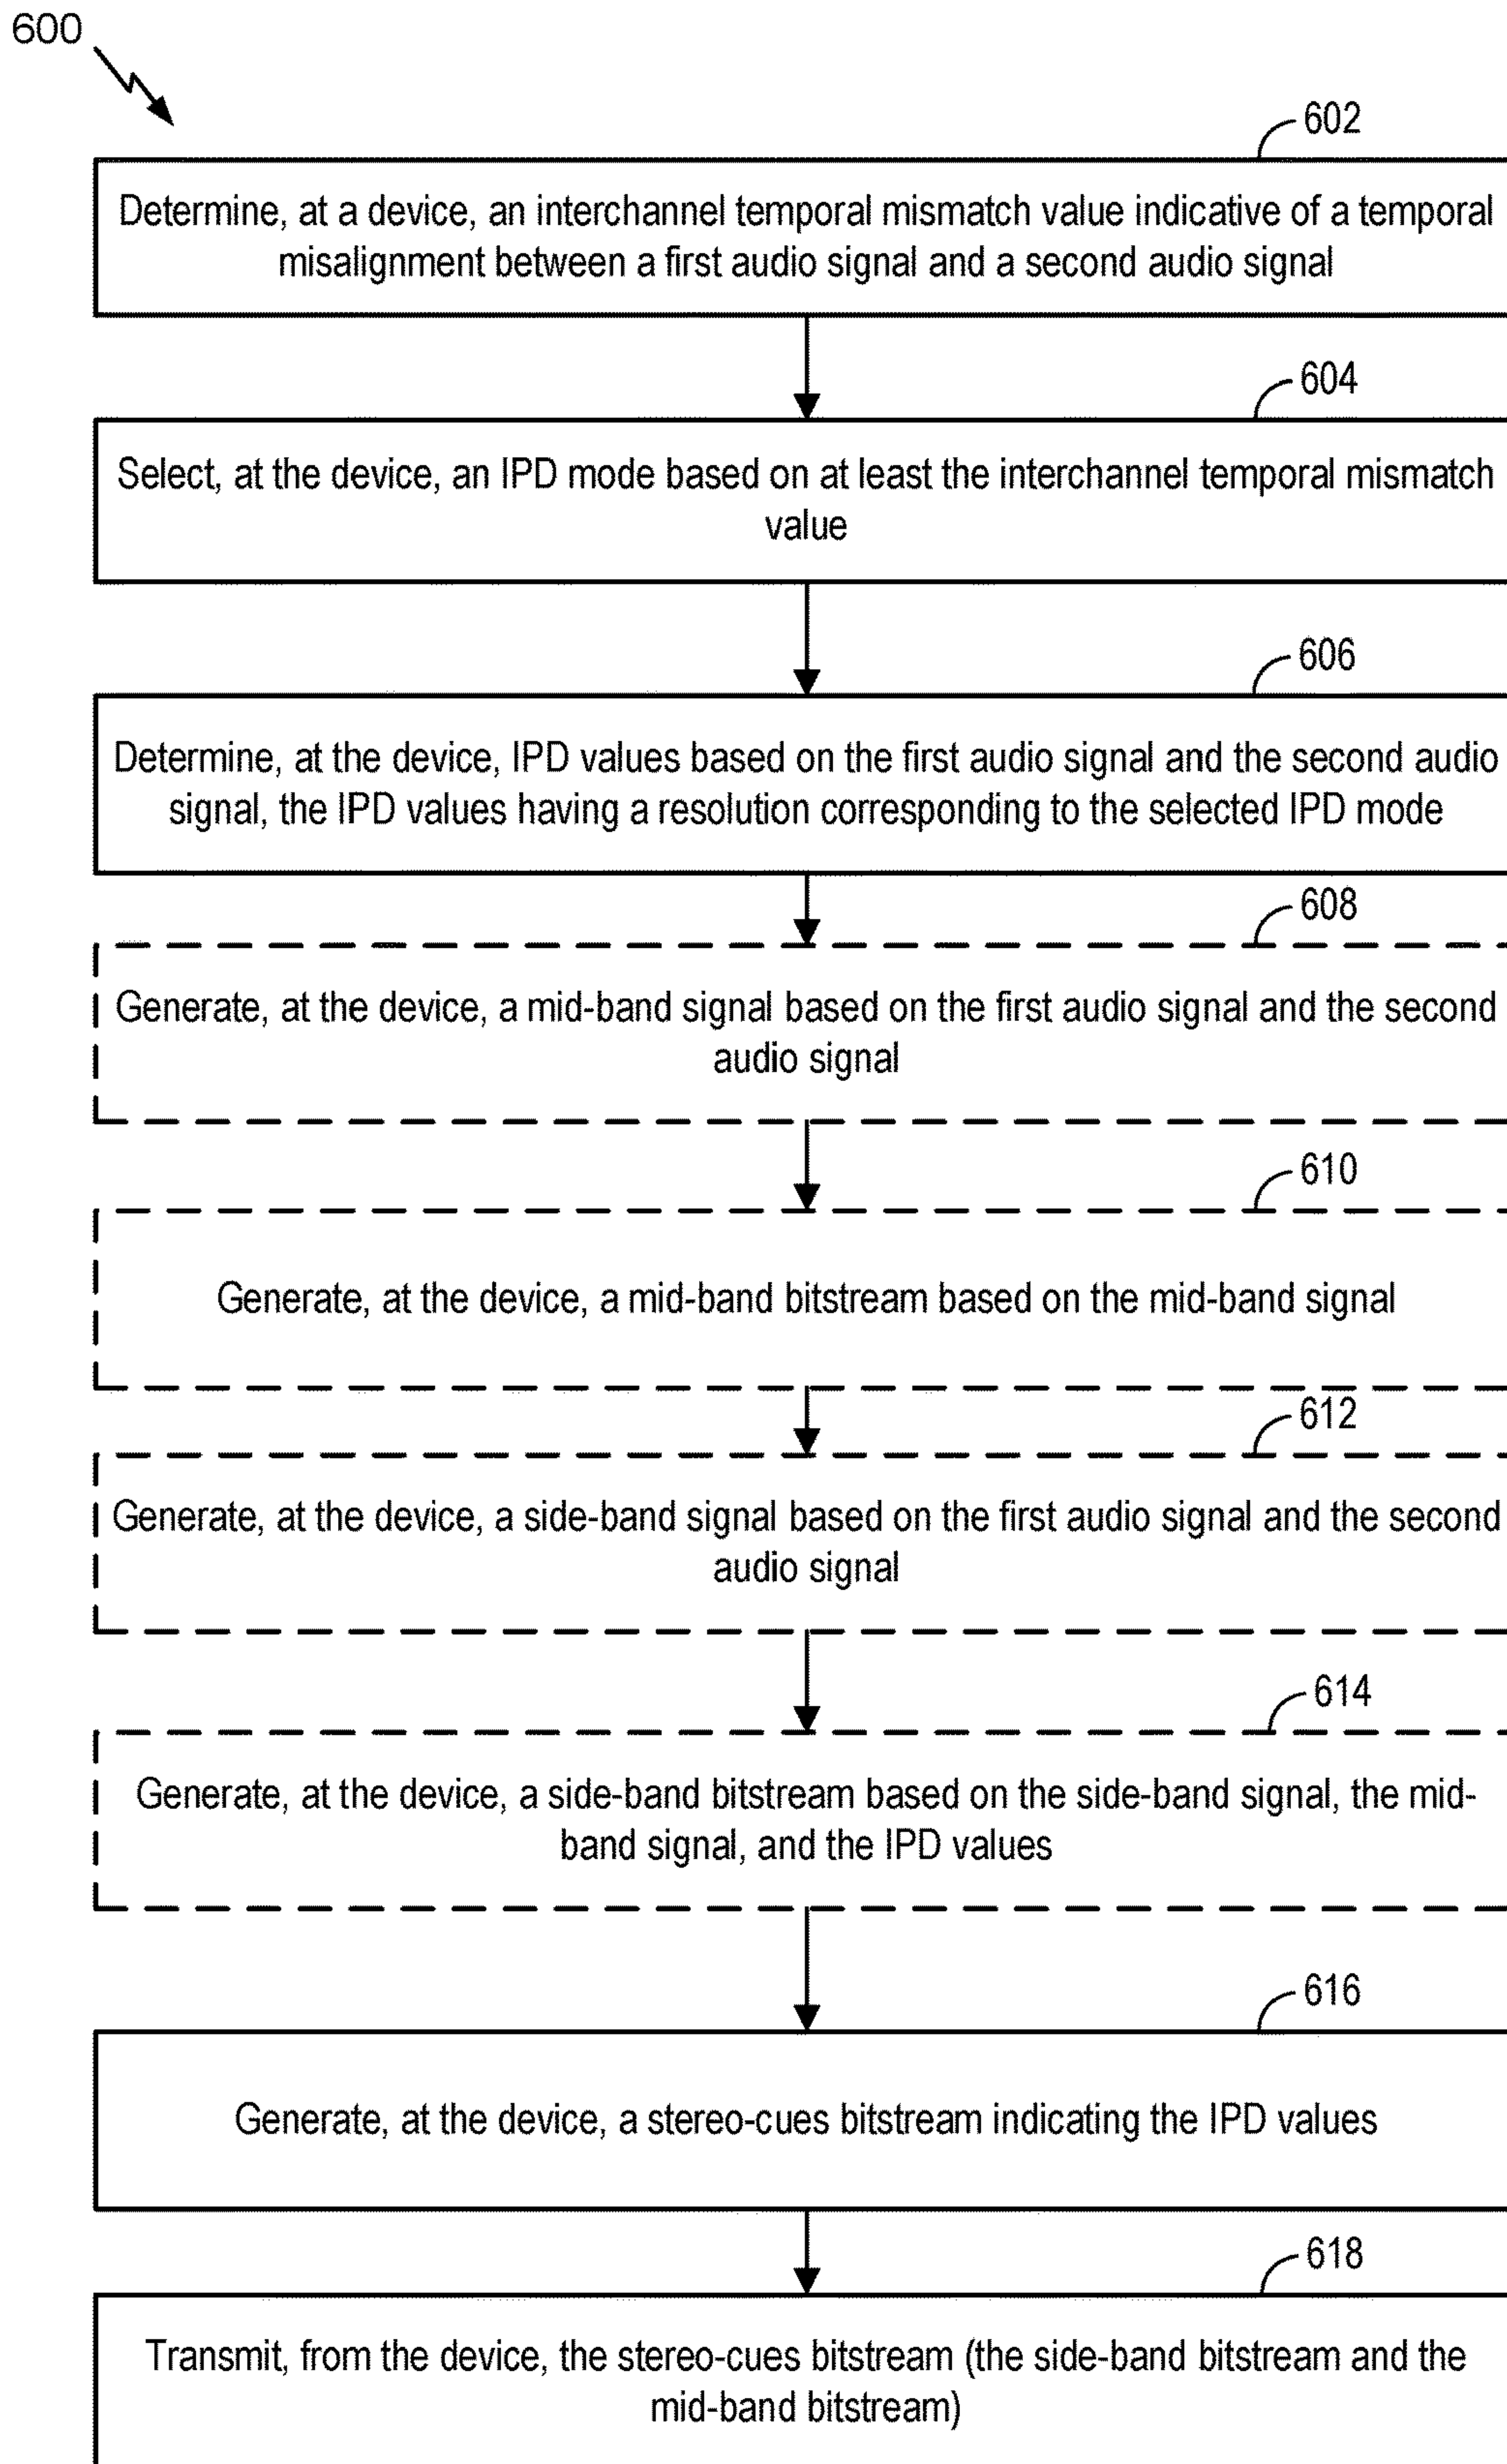 600
602
Determine, at a device, an interchannel temporal mismatch value indicative of a temporal
misalignment between a first audio signal and a second audio signal
604
Select, at the device, an IPD mode based on at least the interchannel temporal mismatch
value
606
Determine, at the device, IPD values based on the first audio signal and the second audio
signal, the IPD values having a resolution corresponding to the selected IPD mode
608
Generate, at the device, a mid-band signal based on the first audio signal and the second
audio signal
610
Generate, at the device, a mid-band bitstream based on the mid-band signal
612
Generate, at the device, a side-band signal based on the first audio signal and the second
audio signal
614
Generate, at the device, a side-band bitstream based on the side-band signal, the mid-
band signal, and the IPD values
616
Generate, at the device, a stereo-cues bitstream indicating the IPD values
618
Transmit, from the device, the stereo-cues bitstream (the side-band bitstream and the
mid-band bitstream)